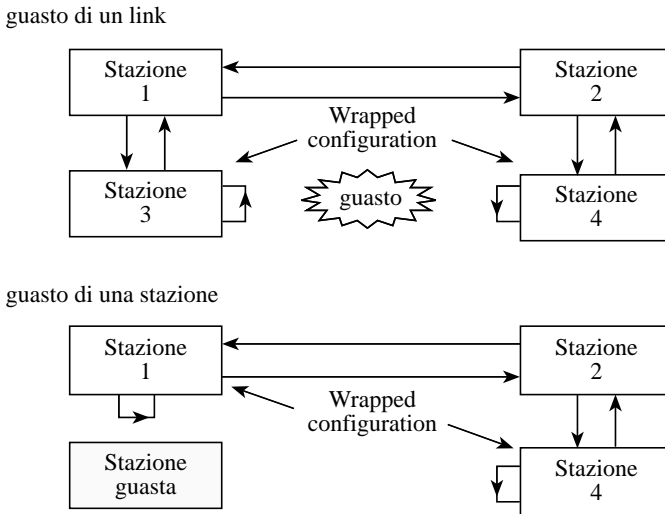 guasto di un link
Stazione
1
Stazione
2
Wrapped
configuration
Stazione
3
guasto
Stazione
4
guasto di una stazione
Stazione
1
Stazione
2
Wrapped
configuration
Stazione
guasta
Stazione
4